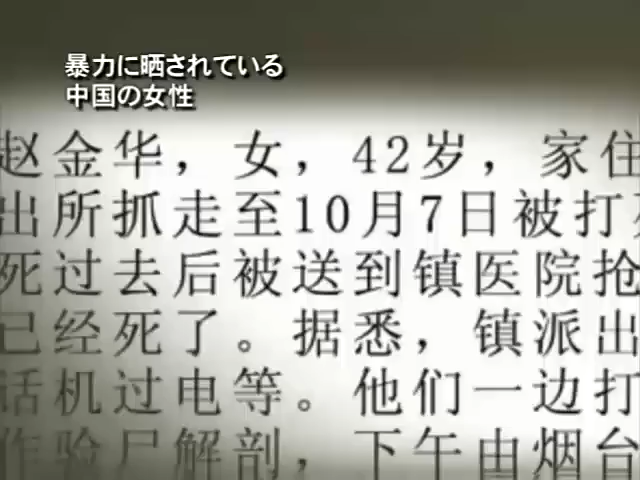 暴力に晒されている
中国の女性
赵金华，女，42岁，家住
出所抓走至10月7日被打
死过去后被送到镇医院抢
已经死了。据悉，镇派出
话机过电等。他们一边打
作验尸解剖，下午由烟台